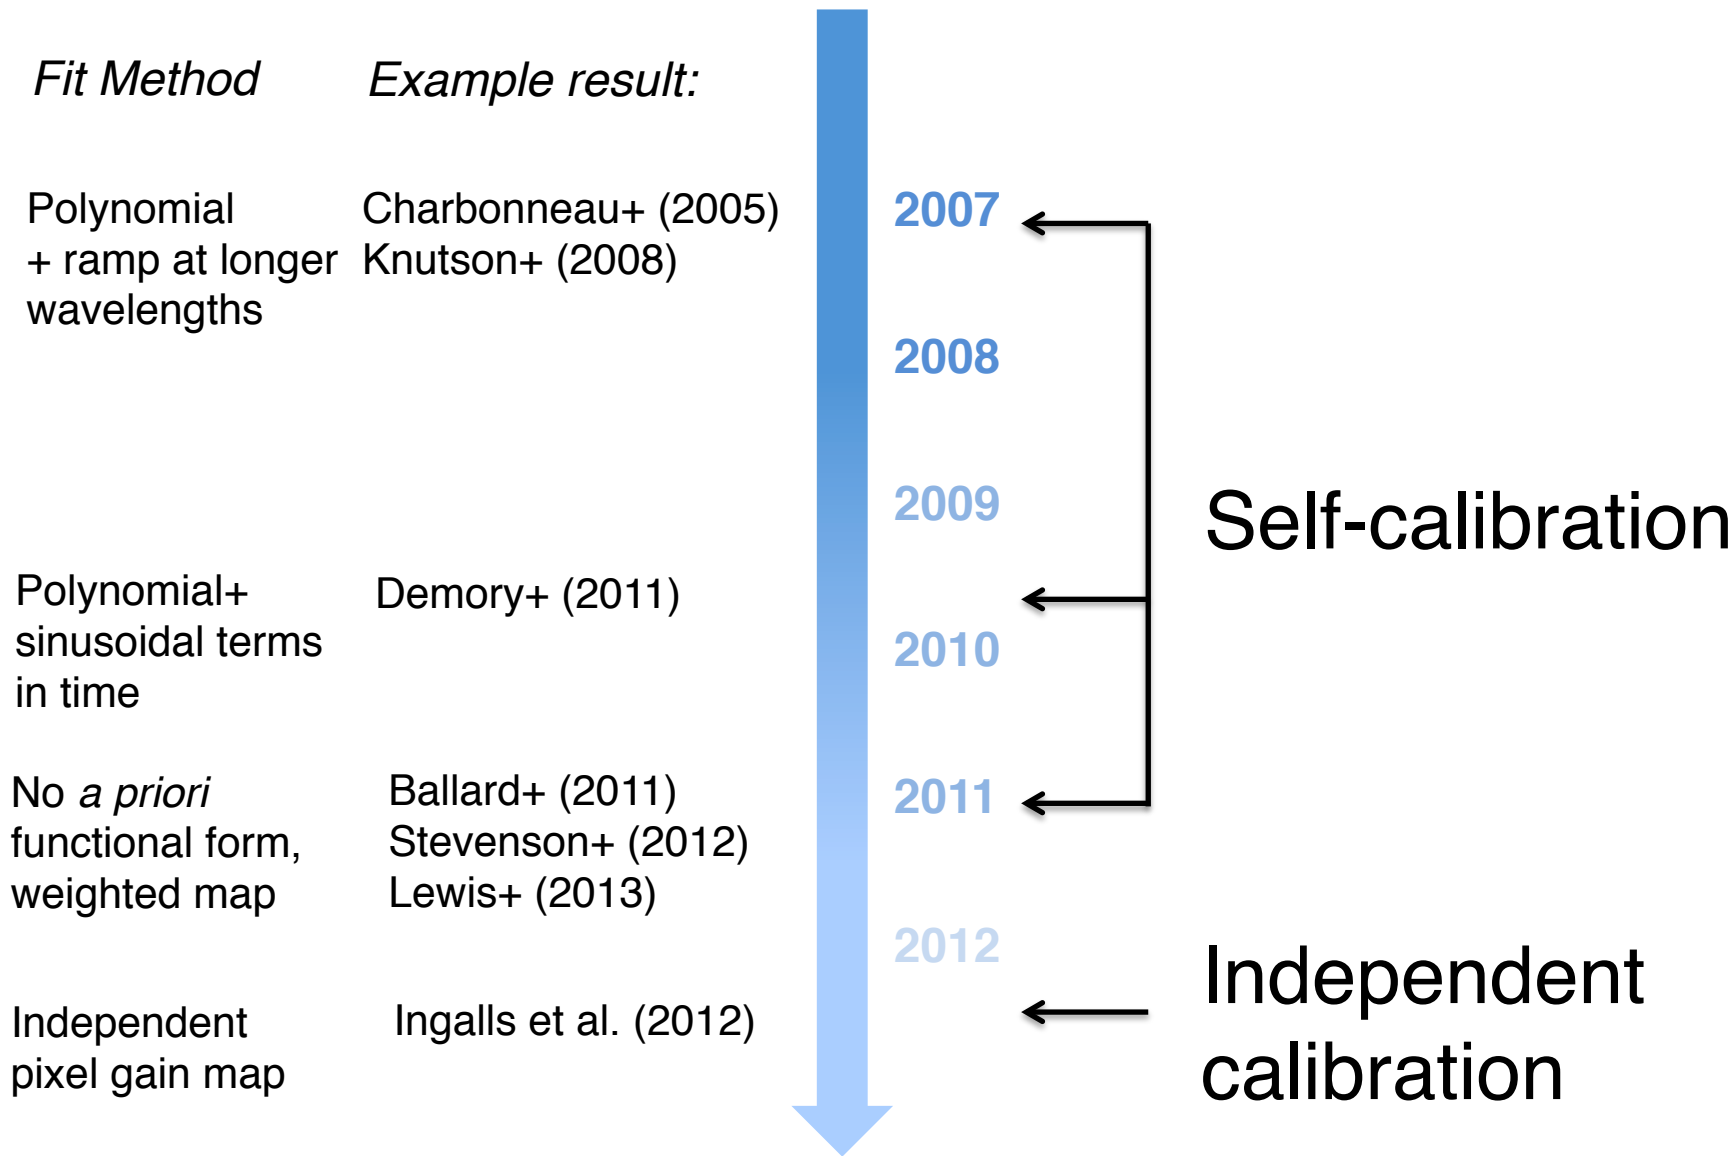 Fit Method
Example result:
Polynomial
+ ramp at longer
wavelengths
Charbonneau+ (2005)
Knutson+ (2008)
2007
2008
2009
Self-calibration
Polynomial+
sinusoidal terms
in time
Demory+ (2011)
2010
No a priori
functional form,
weighted map
Ballard+ (2011)
Stevenson+ (2012)
Lewis+ (2013)
2011
2012
Independent
pixel gain map
Ingalls et al. (2012)
Independent
calibration